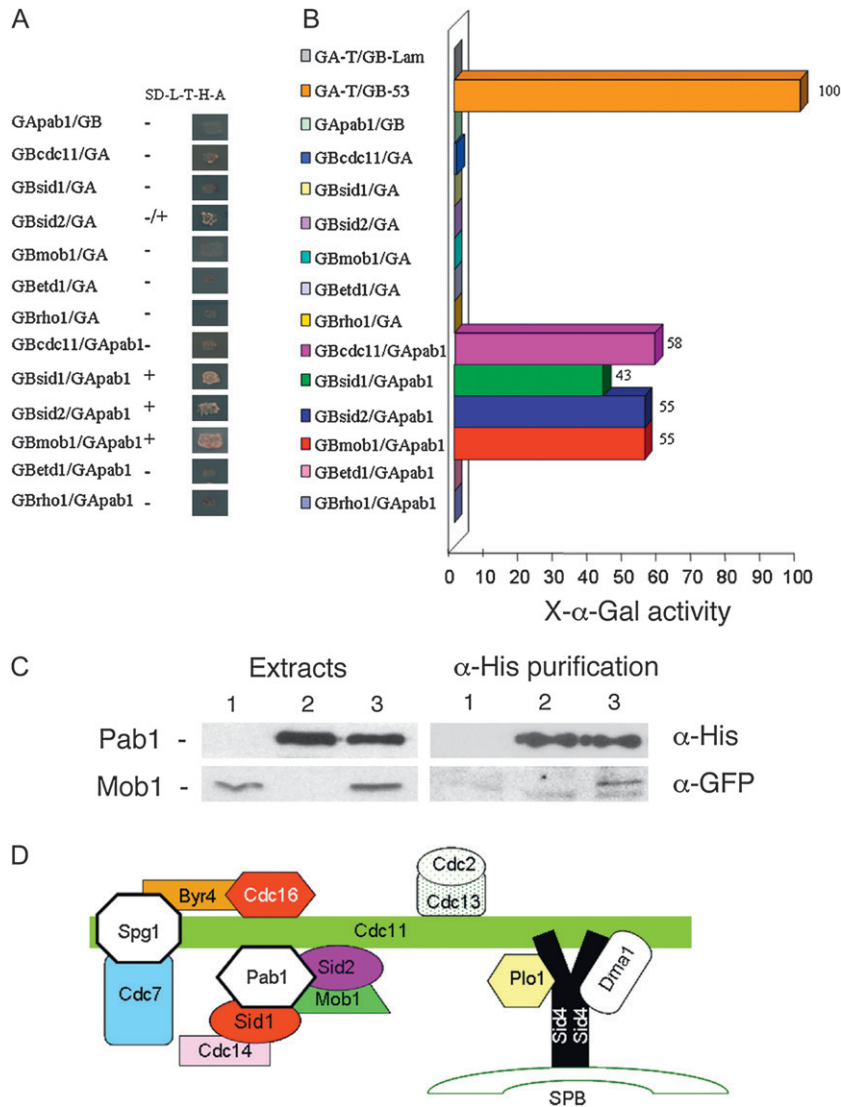 A
SD-L-T-H-A
GApab1/GB -
GBcdc11/GA -
GBsid1/GA -
GBsid2/GA -/+
GBmob1/GA -
GBetd1/GA -
GBrho1/GA -
GBcdc11/GApab1 -
GBsid1/GApab1 +
GBsid2/GApab1 +
GBmob1/GApab1 +
GBetd1/GApab1 -
GBrho1/GApab1 -
B
GA-T/GB-Lam
GA-T/GB-53
GApab1/GB
GBcdc11/GA
GBsid1/GA
GBsid2/GA
GBmob1/GA
GBetd1/GA
GBrho1/GA
GBcdc11/GApab1
GBsid1/GApab1
GBsid2/GApab1
GBmob1/GApab1
GBetd1/GApab1
GBrho1/GApab1
100
58
43
55
55
0 10 20 30 40 50 60 70 80 90 100
X-α-Gal activity
C
Extracts α-His purification
1 2 3 1 2 3
Pab1 - α-His
Mob1 - α-GFP
D
Cdc2
Byr4 Cdc16 Cdc13
Spg1 Cdc11
Pab1 Sid2 Plo1 Dma1
Cdc7 Mob1
Sid1 Sid4 Sid4
Cdc14
SPB